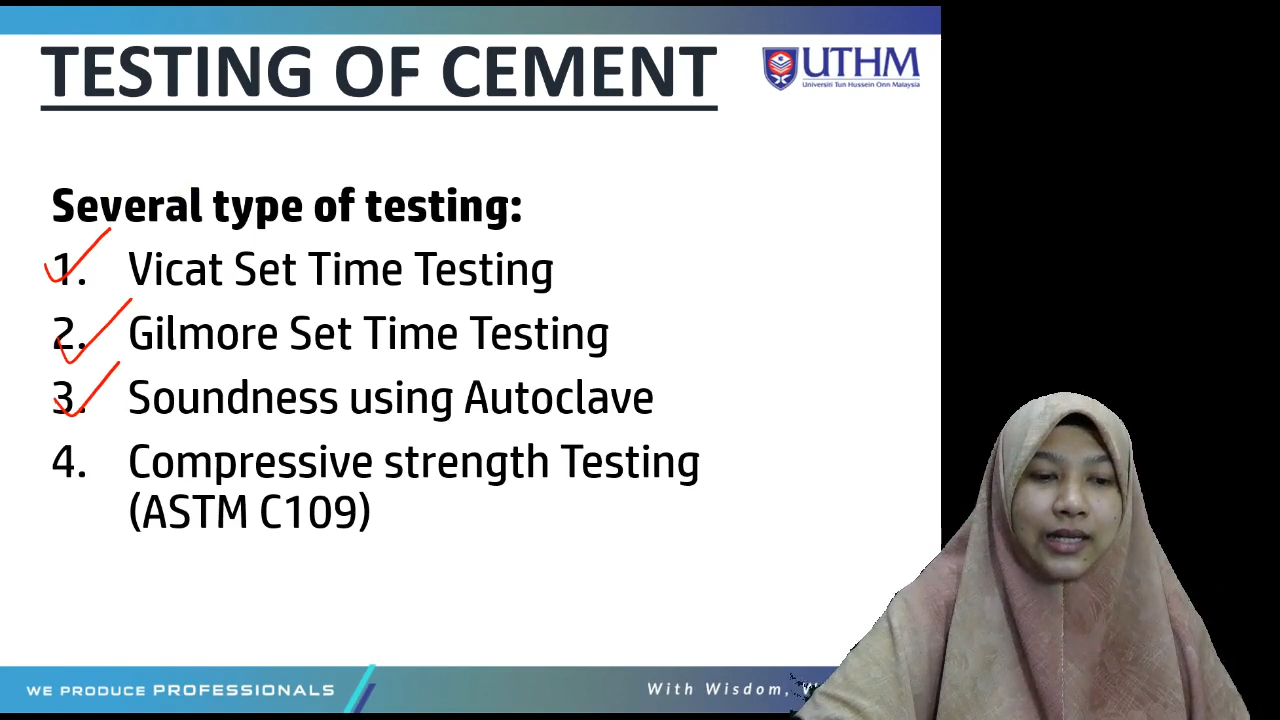 TESTING OF CEMENT
UTHM
Universiti Tun Hussein Onn Malaysia
Several type of testing:
1. Vicat Set Time Testing
2. Gilmore Set Time Testing
3. Soundness using Autoclave
4. Compressive strength Testing
(ASTM C109)
WE PRODUCE PROFESSIONALS
With Wisdom,